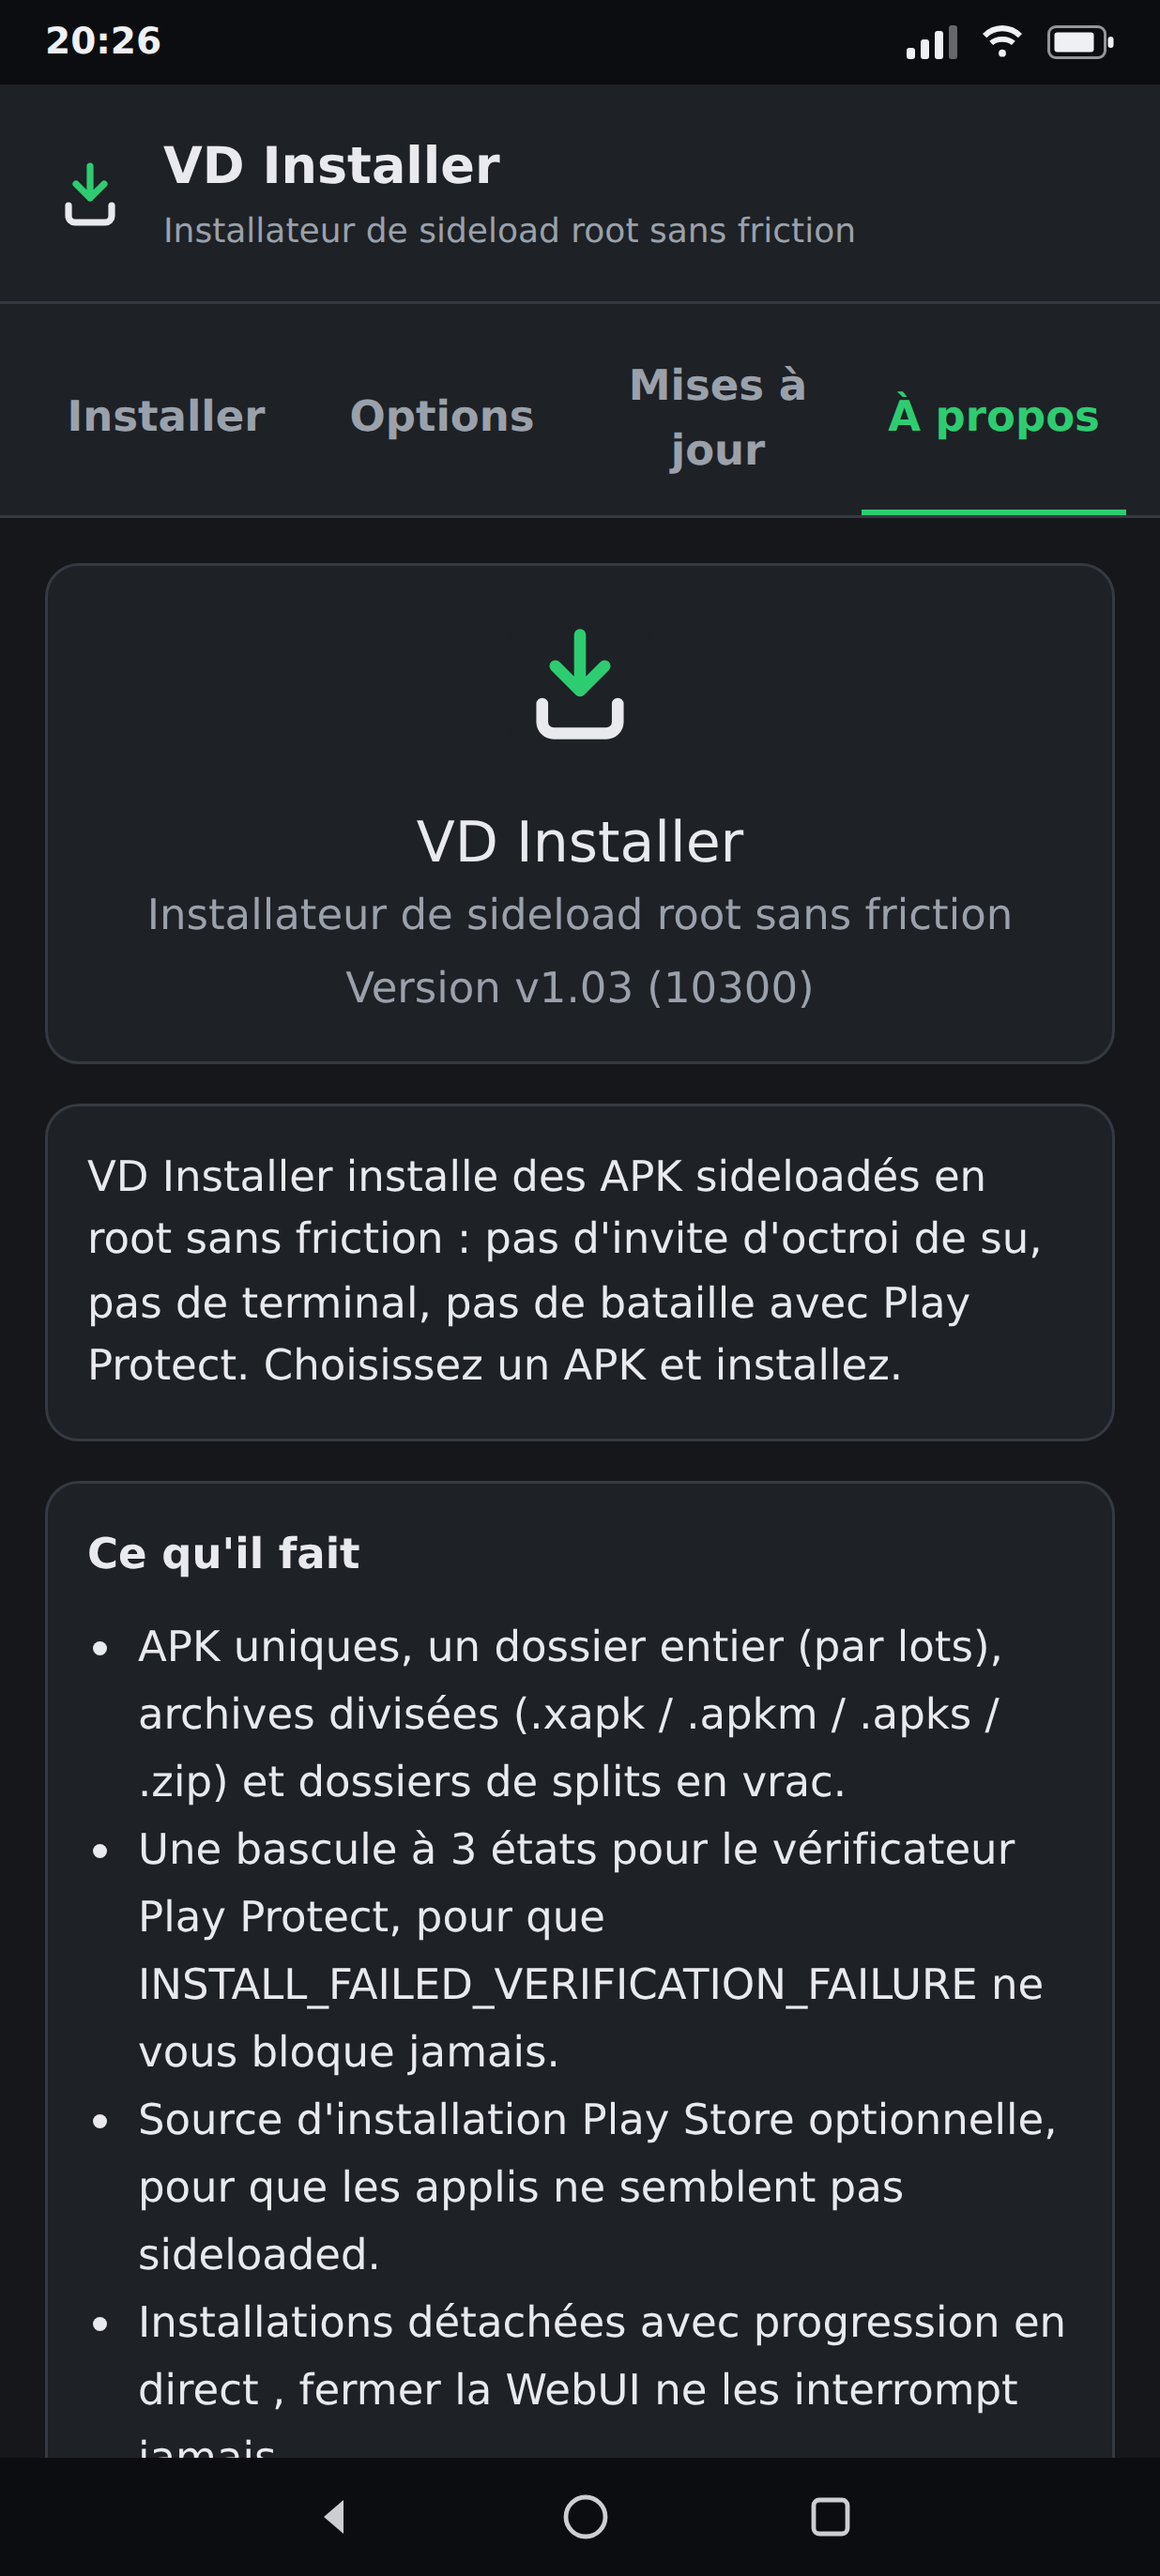 20:26
VD Installer
Installateur de sideload root sans friction
Installer
Options
Mises à
jour
À propos
VD Installer
Installateur de sideload root sans friction
Version v1.03 (10300)
VD Installer installe des APK sideloadés en
root sans friction : pas d'invite d'octroi de su,
pas de terminal, pas de bataille avec Play
Protect. Choisissez un APK et installez.
Ce qu'il fait
• APK uniques, un dossier entier (par lots),
archives divisées (.xapk / .apkm / .apks /
.zip) et dossiers de splits en vrac.
• Une bascule à 3 états pour le vérificateur
Play Protect, pour que
INSTALL_FAILED_VERIFICATION_FAILURE ne
vous bloque jamais.
• Source d'installation Play Store optionnelle,
pour que les applis ne semblent pas
sideloaded.
• Installations détachées avec progression en
direct , fermer la WebUI ne les interrompt
jamais